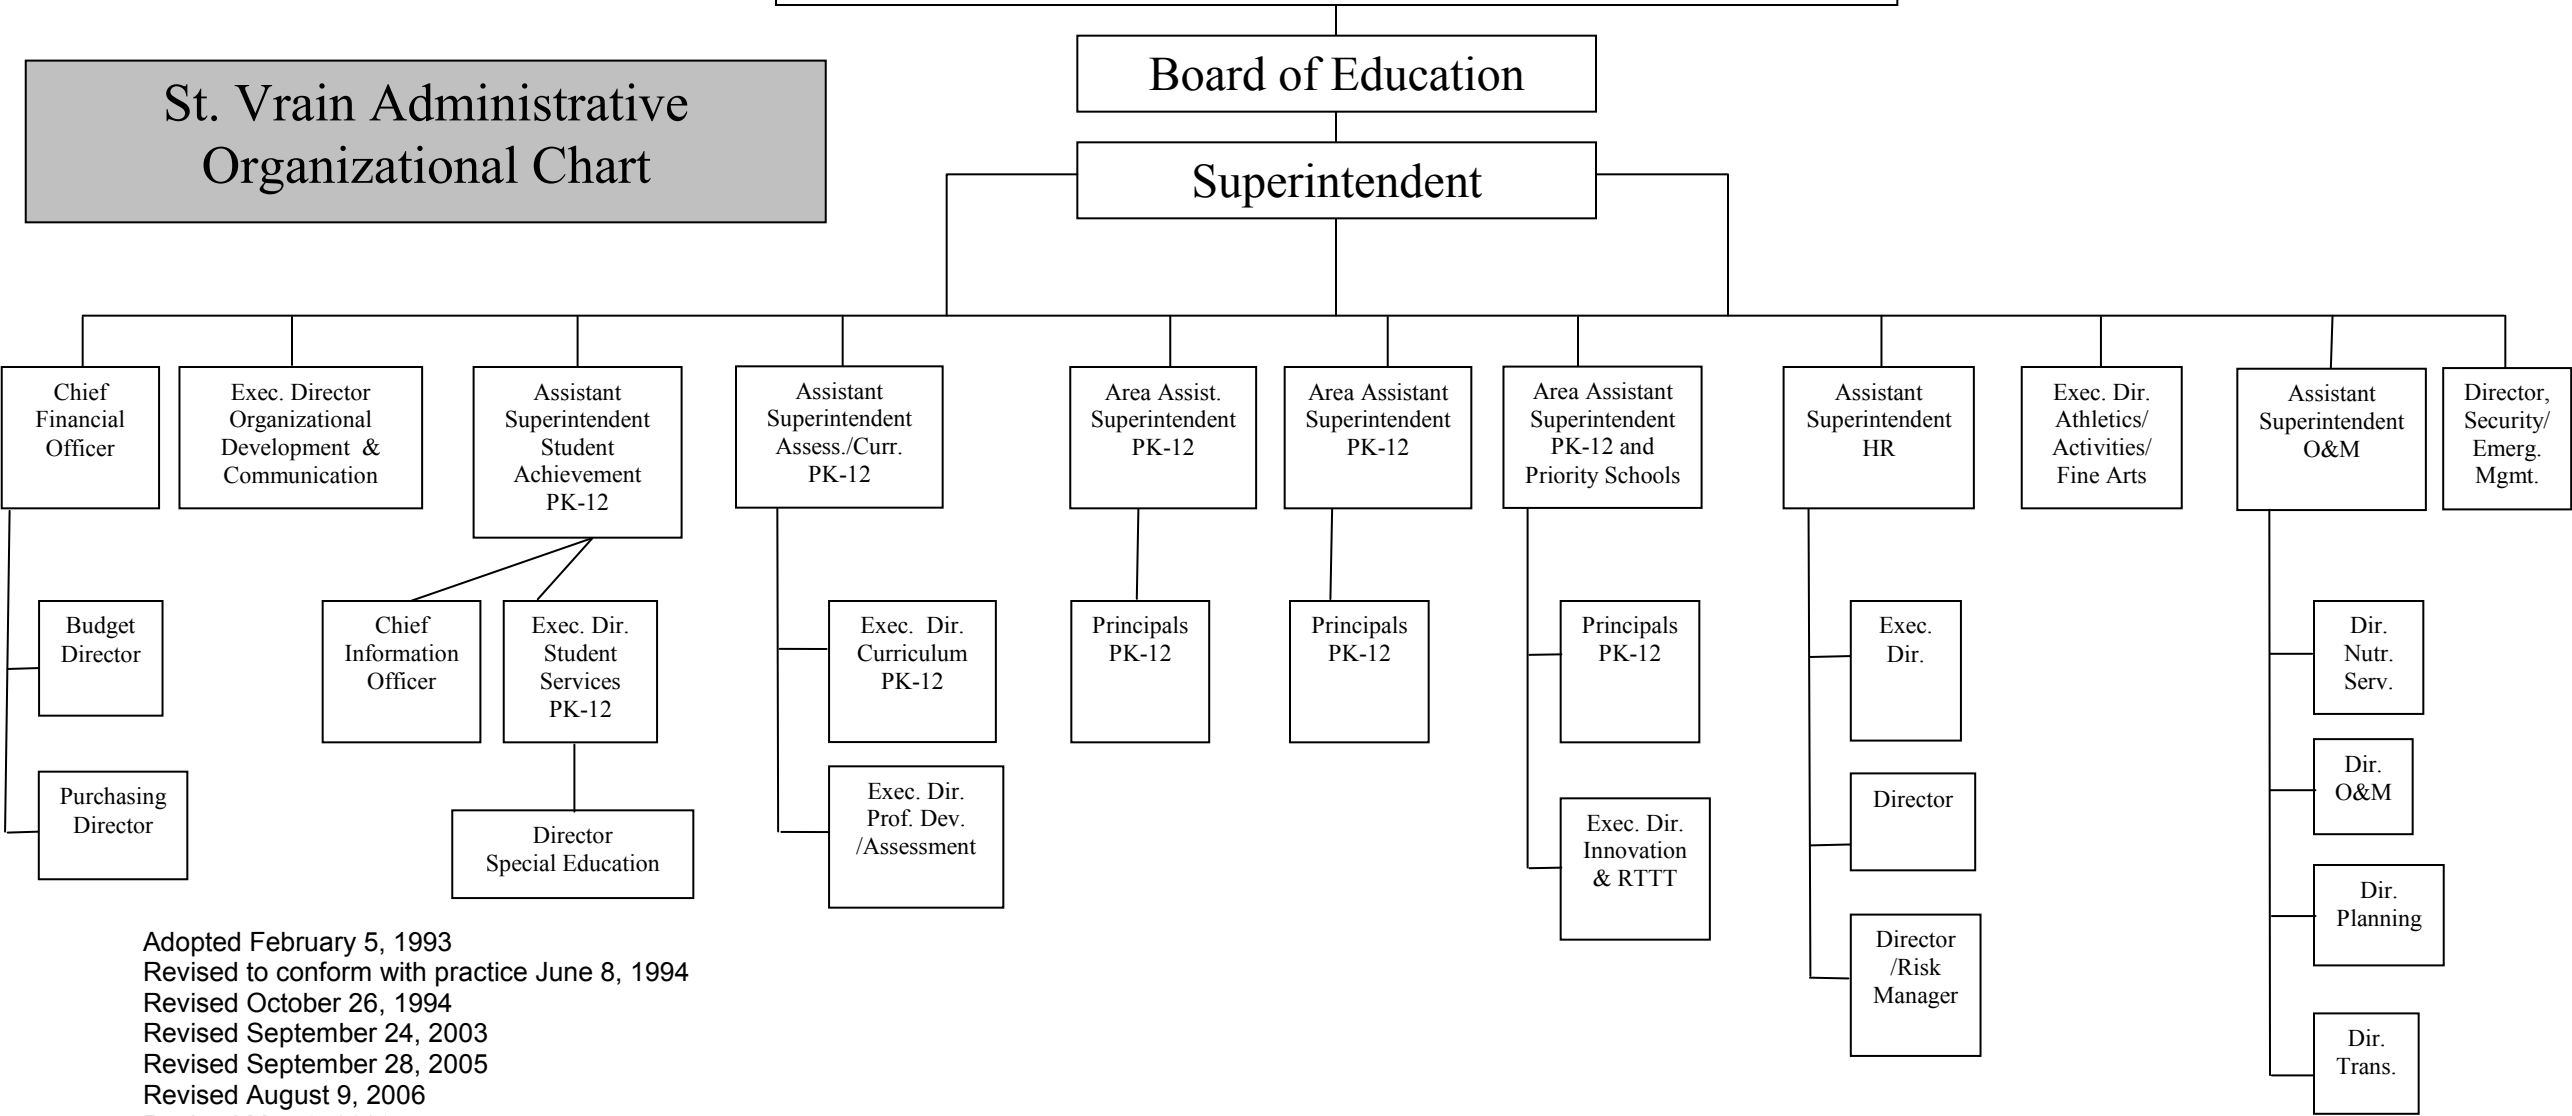 Board of Education
St. Vrain Administrative
Organizational Chart
Superintendent
Chief
Financial
Officer
Exec. Director
Organizational
Development &
Communication
Assistant
Superintendent
Student
Achievement
PK-12
Assistant
Superintendent
Assess./Curr.
PK-12
Area Assist.
Superintendent
PK-12
Area Assistant
Superintendent
PK-12
Area Assistant
Superintendent
PK-12 and
Priority Schools
Assistant
Superintendent
HR
Exec. Dir.
Athletics/
Activities/
Fine Arts
Assistant
Superintendent
O&M
Director,
Security/
Emerg.
Mgmt.
Budget
Director
Chief
Information
Officer
Exec. Dir.
Student
Services
PK-12
Exec. Dir.
Curriculum
PK-12
Principals
PK-12
Principals
PK-12
Principals
PK-12
Exec.
Dir.
Dir.
Nutr.
Serv.
Purchasing
Director
Director
Special Education
Exec. Dir.
Prof. Dev.
/Assessment
Exec. Dir.
Innovation
& RTTT
Director
Dir.
O&M
Director
/Risk
Manager
Dir.
Planning
Dir.
Trans.
Adopted February 5, 1993
Revised to conform with practice June 8, 1994
Revised October 26, 1994
Revised September 24, 2003
Revised September 28, 2005
Revised August 9, 2006